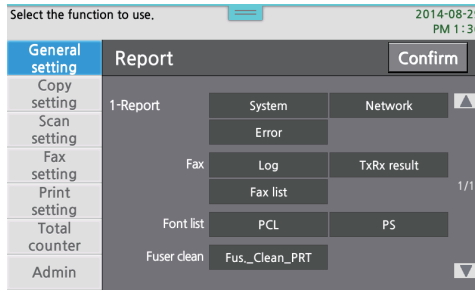 Select the function to use.
2014-08-2
PM 1:3
General
setting
Copy
setting
Scan
setting
Fax
setting
Print
setting
Total
counter
Admin
Report
Confirm
1-Report System Network
Error
Fax Log TxRx result
Fax list
1/1
Font list PCL PS
Fuser clean Fus._Clean_PRT